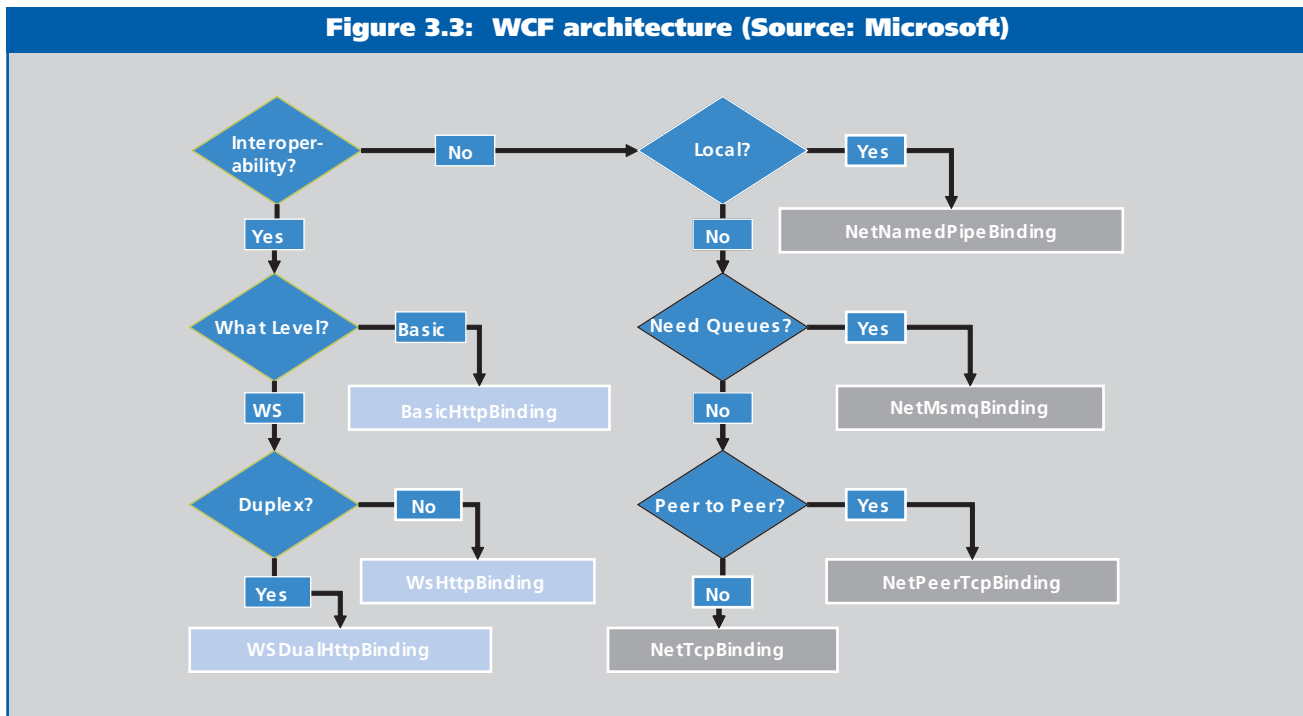 Figure 3.3: WCF architecture (Source: Microsoft)
Interoper-
ability?
No
Local?
Yes
NetNamedPipeBinding
Yes
No
What Level?
Basic
BasicHttpBinding
Need Queues?
Yes
NetMsmqBinding
WS
No
Duplex?
No
WsHttpBinding
Peer to Peer?
Yes
NetPeerTcpBinding
Yes
WSDualHttpBinding
No
NetTcpBinding